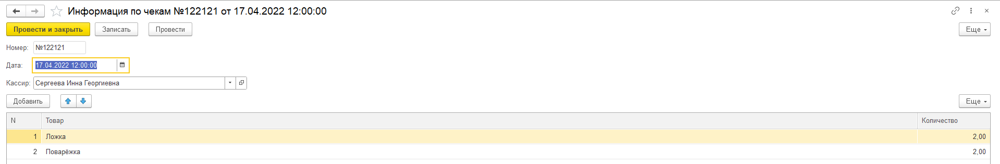 Информация по чекам №122121 от 17.04.2022 12:00:00
Провести и закрыть Записать Провести Еще
Номер: №122121
Дата: 17.04.2022 12:00:00
Кассир: Сергеева Инна Георгиевна
Добавить Еще
N Товар Количество
1 Ложка 2,00
2 Поварёжка 2,00